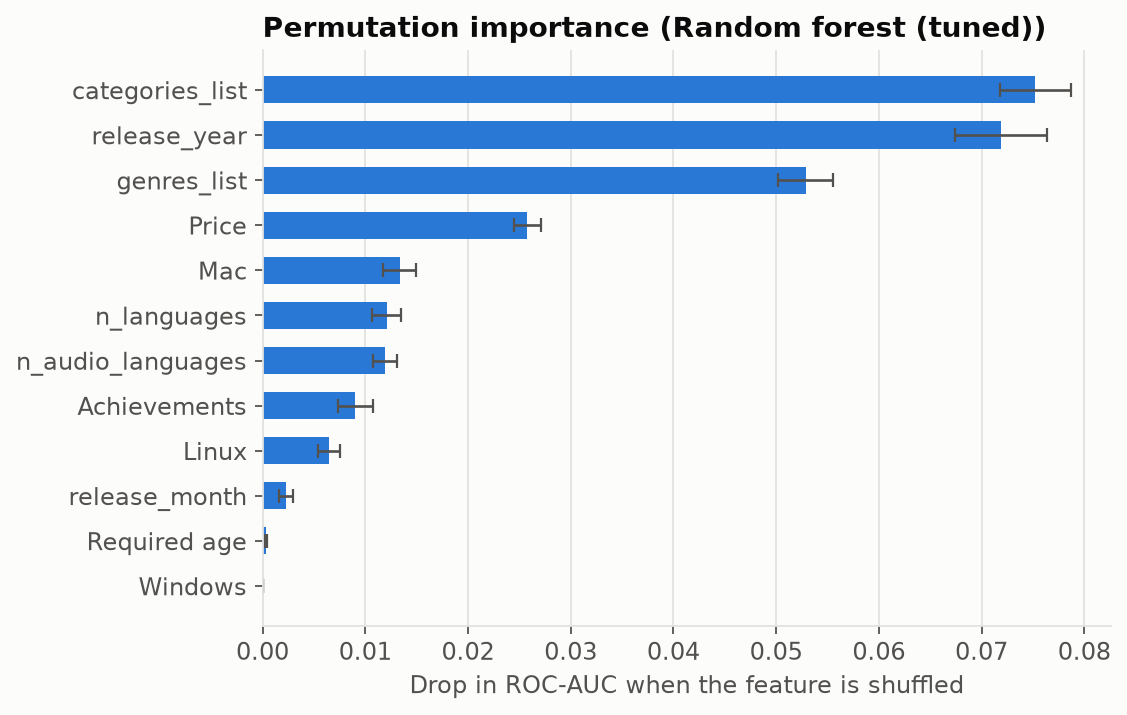 Permutation importance (Random forest (tuned))
categories_list
release_year
genres_list
Price
Mac
n_languages
n_audio_languages
Achievements
Linux
release_month
Required age
Windows
0.00 0.01 0.02 0.03 0.04 0.05 0.06 0.07 0.08
Drop in ROC-AUC when the feature is shuffled